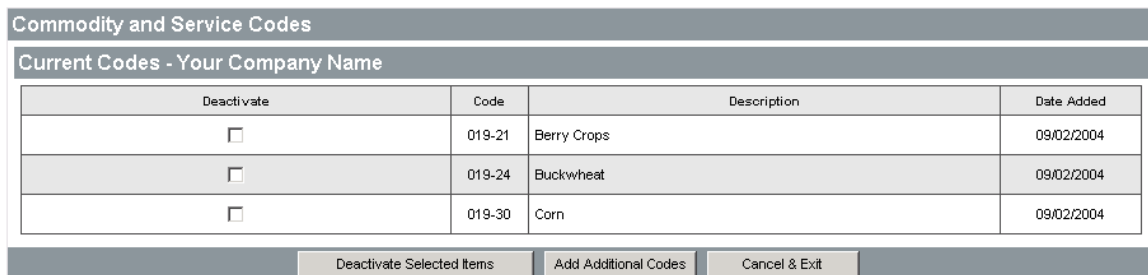 Commodity and Service Codes
Current Codes - Your Company Name
Deactivate Code Description Date Added
019-21 Berry Crops 09/02/2004
019-24 Buckwheat 09/02/2004
019-30 Corn 09/02/2004
Deactivate Selected Items Add Additional Codes Cancel & Exit